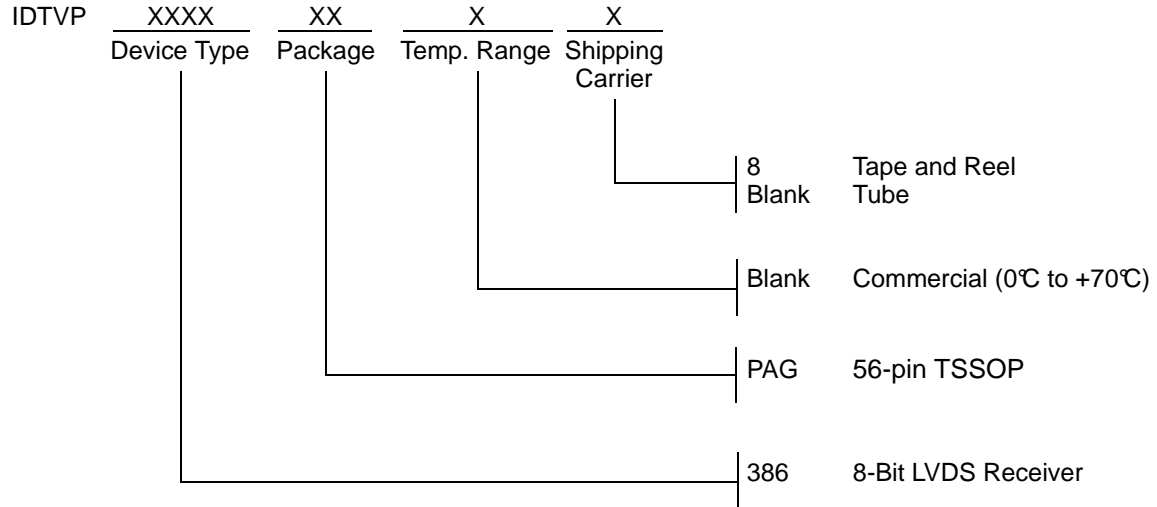 IDTVP XXXX XX X X
Device Type Package Temp. Range Shipping
Carrier
8 Tape and Reel
Blank Tube
Blank Commercial (0°C to +70°C)
PAG 56-pin TSSOP
386 8-Bit LVDS Receiver